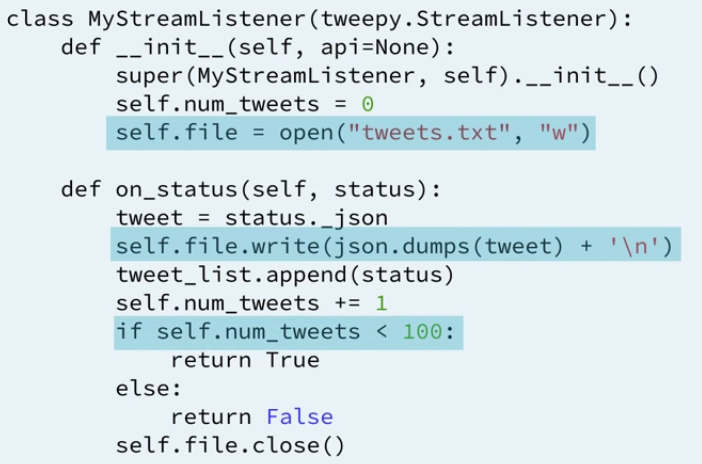 class MyStreamListener(tweepy.StreamListener):
    def __init__(self, api=None):
        super(MyStreamListener, self).__init__()
        self.num_tweets = 0
        self.file = open("tweets.txt", "w")
    def on_status(self, status):
        tweet = status._json
        self.file.write(json.dumps(tweet) + '\n')
        tweet_list.append(status)
        self.num_tweets += 1
        if self.num_tweets < 100:
            return True
        else:
            return False
        self.file.close()